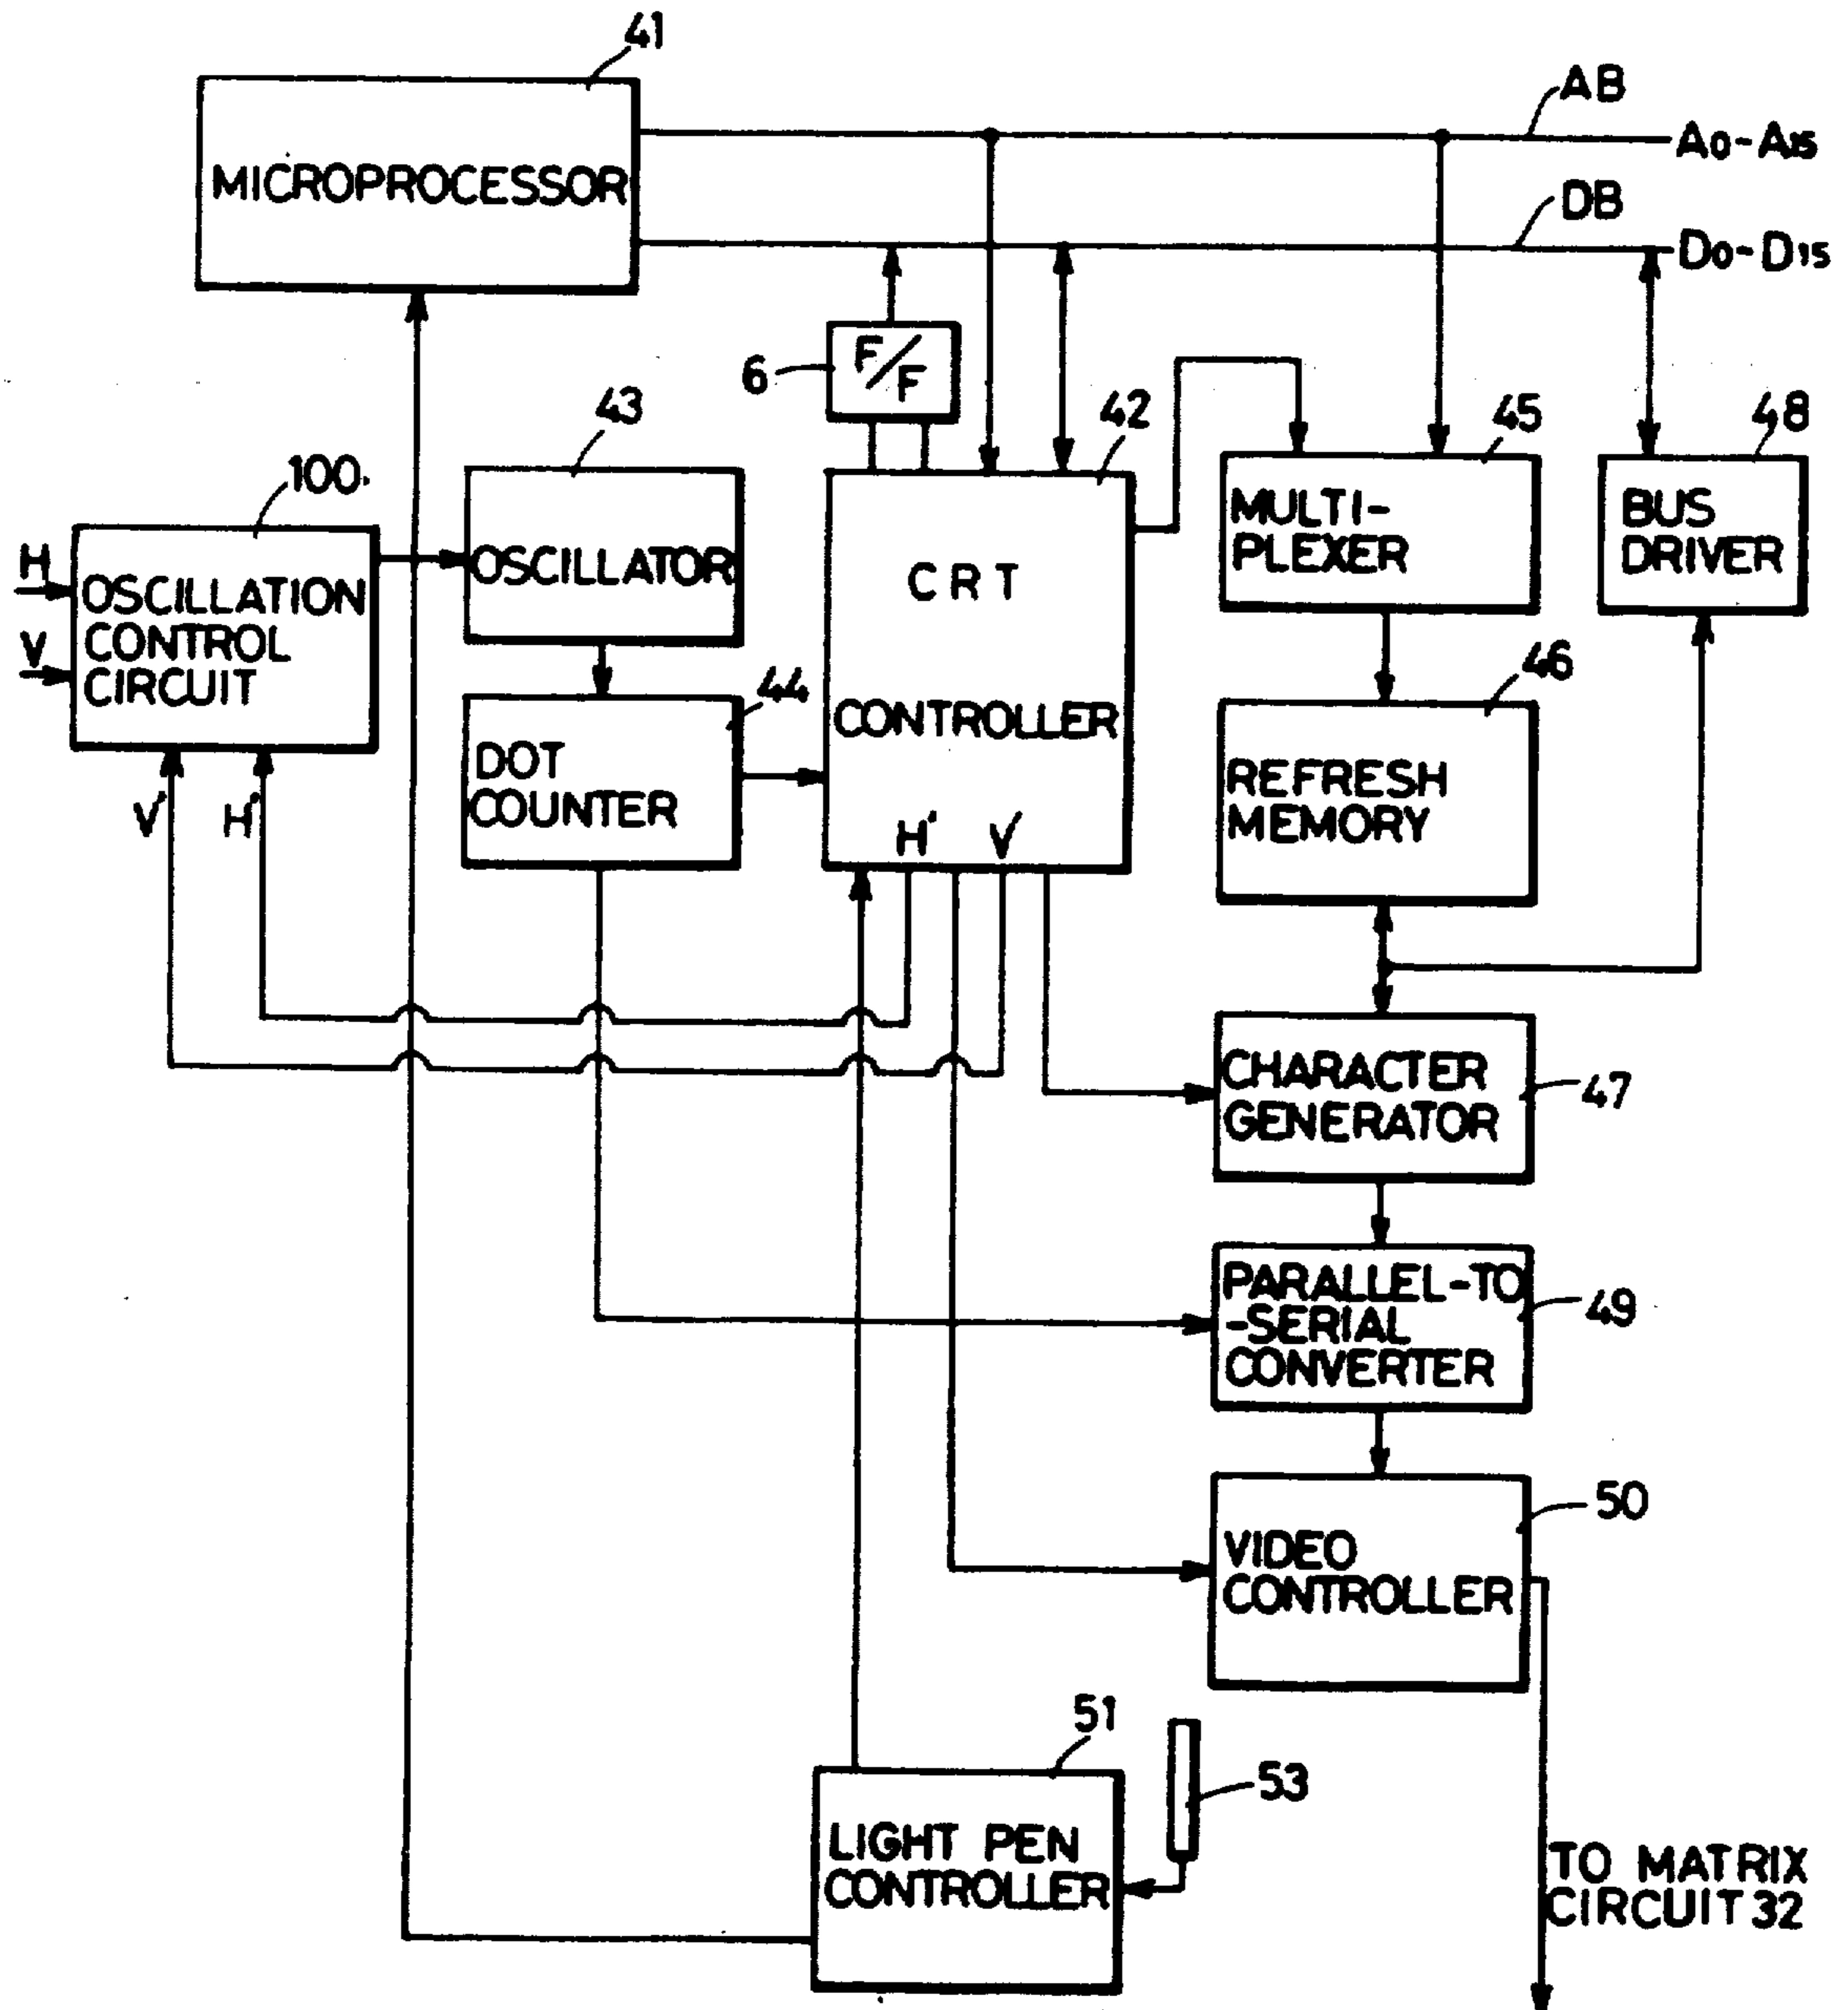 41
AB
A0-A15
MICROPROCESSOR
DB
D0-D15
6
F/F
43
42
45
48
100
MULTI-
PLEXER
BUS
DRIVER
H
OSCILLATOR
CRT
V
OSCILLATION
CONTROL
CIRCUIT
46
44
CONTROLLER
DOT
COUNTER
REFRESH
MEMORY
V'
H'
H'
V'
CHARACTER
GENERATOR
47
PARALLEL-TO
-SERIAL
CONVERTER
49
50
VIDEO
CONTROLLER
51
53
LIGHT PEN
CONTROLLER
TO MATRIX
CIRCUIT 32